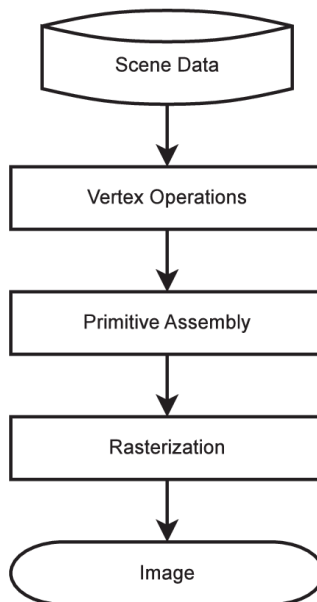 Scene Data
Vertex Operations
Primitive Assembly
Rasterization
Image